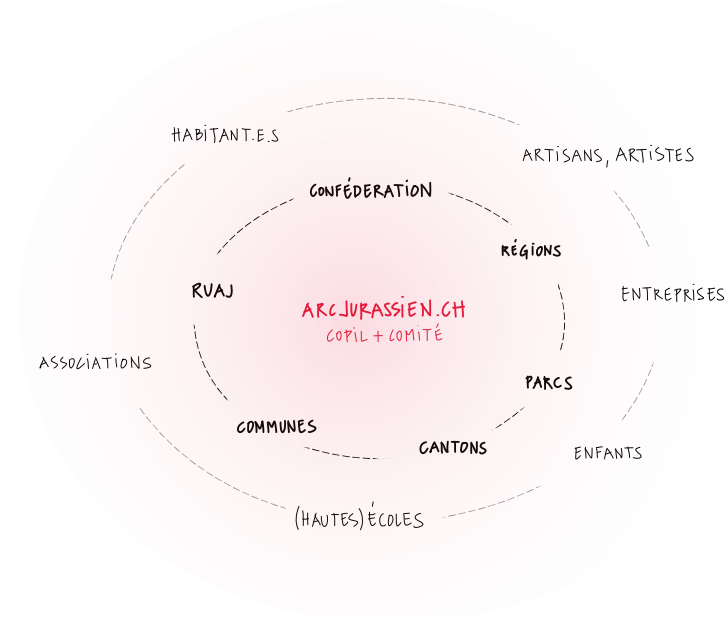 HABITANT.E.S
ARTISANS, ARTISTES
CONFÉDERATION
RÉGIONS
RUAJ
ENTREPRISES
ARCJURASSIEN.CH
COPIL + COMITÉ
ASSOCIATIONS
PARCS
COMMUNES
CANTONS
ENFANTS
(HAUTES) ÉCOLES